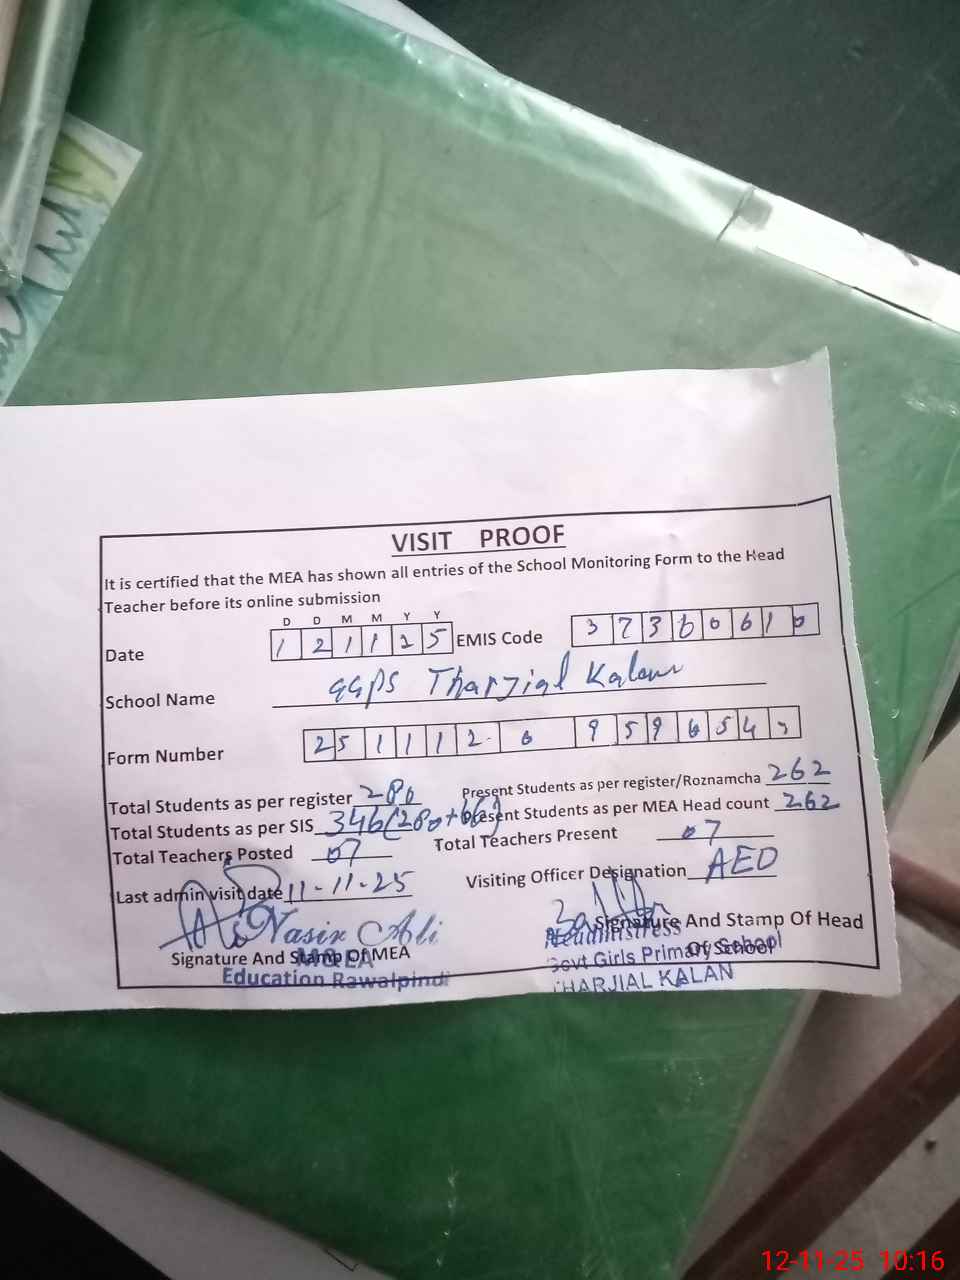 VISIT PROOF
It is certified that the MEA has shown all entries of the School Monitoring Form to the Head
Teacher before its online submission
D D M M Y Y
Date 1 2 1 1 2 5 EMIS Code 3 7 3 6 0 6 1 0
School Name GGPS Tharjial Kalan
Form Number 2 5 1 1 1 2 0 9 5 9 6 5 4
Total Students as per register 280 Present Students as per register/Roznamcha 262
Total Students as per SIS 346(280+66) Present Students as per MEA Head count 262
Total Teachers Posted 07 Total Teachers Present 07
Last admin visit date 11-11-25 Visiting Officer Designation AEO
Nasir Ali
Signature And Stamp Of MEA
Education Rawalpindi
Signature And Stamp Of Head
Of School
Headmistress
Govt Girls Primary School
THARJIAL KALAN
12-11-25 10:16